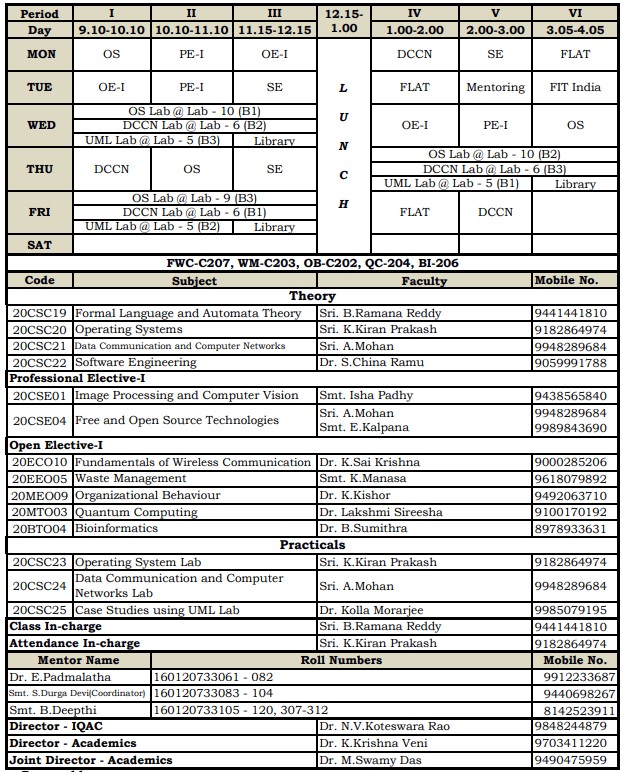 Period I II III 12.15-1.00 IV V VI
Day 9.10-10.10 10.10-11.10 11.15-12.15 1.00-2.00 2.00-3.00 3.05-4.05
MON OS PE-I OE-I DCCN SE FLAT
TUE OE-I PE-I SE L FLAT Mentoring FIT India
OS Lab @ Lab - 10 (B1)
WED DCCN Lab @ Lab - 6 (B2) U OE-I PE-I OS
UML Lab @ Lab - 5 (B3) Library N
OS Lab @ Lab - 10 (B2)
THU DCCN OS SE C DCCN Lab @ Lab - 6 (B3)
UML Lab @ Lab - 5 (B1) Library
OS Lab @ Lab - 9 (B3) H
FRI DCCN Lab @ Lab - 6 (B1) FLAT DCCN
UML Lab @ Lab - 5 (B2) Library
SAT
FWC-C207, WM-C203, OB-C202, QC-204, BI-206
Code Subject Faculty Mobile No.
Theory
20CSC19 Formal Language and Automata Theory Sri. B.Ramana Reddy 9441441810
20CSC20 Operating Systems Sri. K.Kiran Prakash 9182864974
20CSC21 Data Communication and Computer Networks Sri. A.Mohan 9948289684
20CSC22 Software Engineering Dr. S.China Ramu 9059991788
Professional Elective-I
20CSE01 Image Processing and Computer Vision Smt. Isha Padhy 9438565840
20CSE04 Free and Open Source Technologies Sri. A.Mohan 9948289684
Smt. E.Kalpana 9989843690
Open Elective-I
20ECO10 Fundamentals of Wireless Communication Dr. K.Sai Krishna 9000285206
20EEO05 Waste Management Smt. K.Manasa 9618079892
20MEO09 Organizational Behaviour Dr. K.Kishor 9492063710
20MTO03 Quantum Computing Dr. Lakshmi Sireesha 9100170192
20BTO04 Bioinformatics Dr. B.Sumithra 8978933631
Practicals
20CSC23 Operating System Lab Sri. K.Kiran Prakash 9182864974
20CSC24 Data Communication and Computer
Networks Lab Sri. A.Mohan 9948289684
20CSC25 Case Studies using UML Lab Dr. Kolla Morarjee 9985079195
Class In-charge Sri. B.Ramana Reddy 9441441810
Attendance In-charge Sri. K.Kiran Prakash 9182864974
Mentor Name Roll Numbers Mobile No.
Dr. E.Padmalatha 160120733061 - 082 9912233687
Smt. S.Durga Devi(Coordinator) 160120733083 - 104 9440698267
Smt. B.Deepthi 160120733105 - 120, 307-312 8142523911
Director - IQAC Dr. N.V.Koteswara Rao 9848244879
Director - Academics Dr. K.Krishna Veni 9703411220
Joint Director - Academics Dr. M.Swamy Das 9490475959